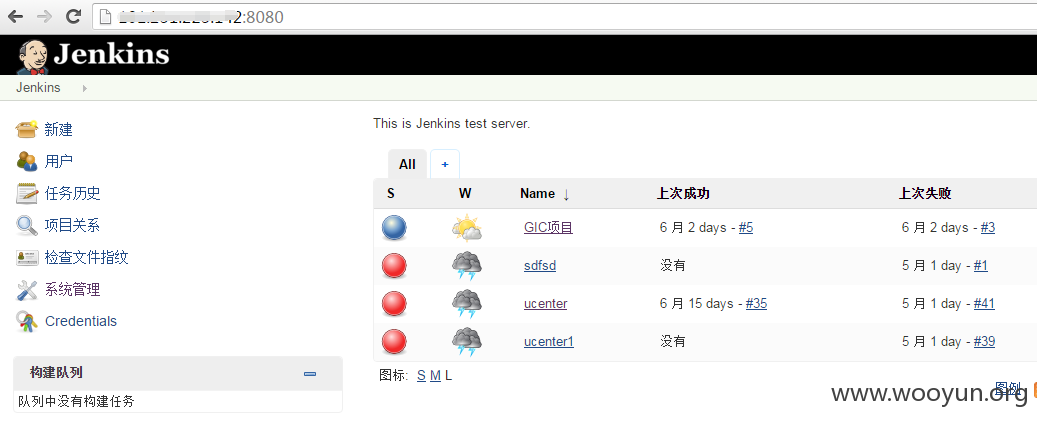 :8080
Jenkins
Jenkins
新建
用户
任务历史
项目关系
检查文件指纹
系统管理
Credentials
构建队列
队列中没有构建任务
This is Jenkins test server.
All +
S W Name ↓ 上次成功 上次失败
GIC项目 6 月 2 days - #5 6 月 2 days - #3
sdfsd 没有 5 月 1 day - #1
ucenter 6 月 15 days - #35 5 月 1 day - #41
ucenter1 没有 5 月 1 day - #39
图标: S M L
图例
www.wooyun.org